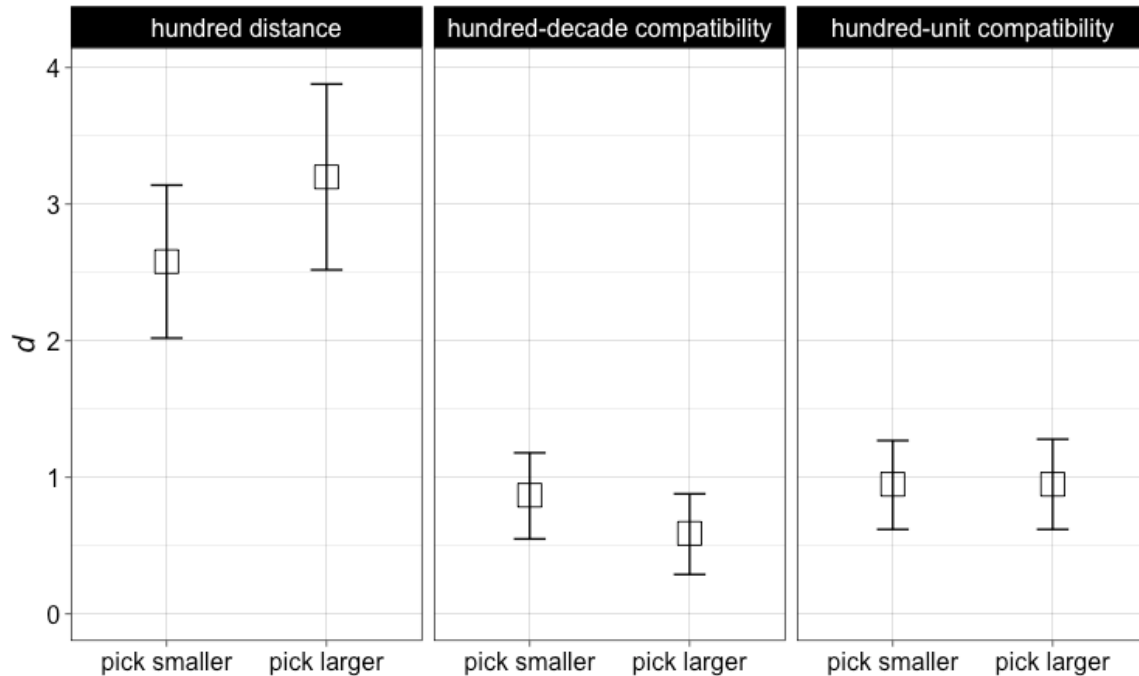 hundred distance
hundred-decade compatibility
hundred-unit compatibility
d
4
3
2
1
0
pick smaller
pick larger
pick smaller
pick larger
pick smaller
pick larger